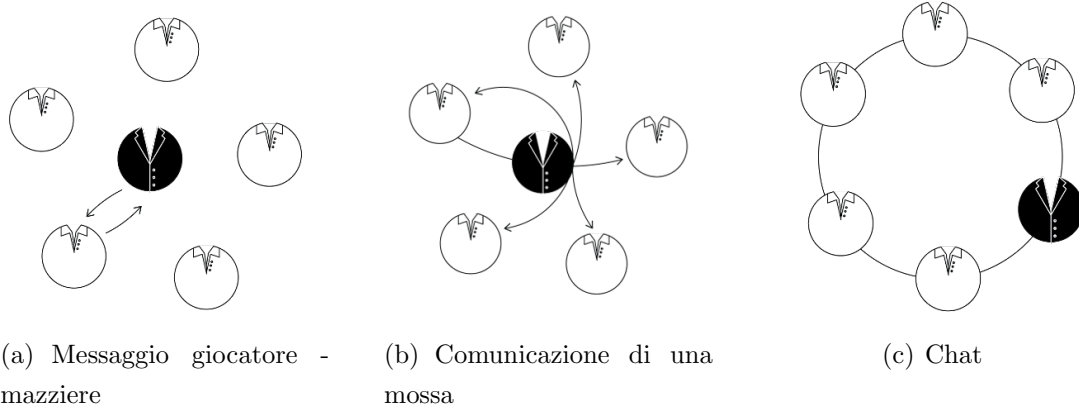 (a) Messaggio giocatore -
mazziere
(b) Comunicazione di una
mossa
(c) Chat